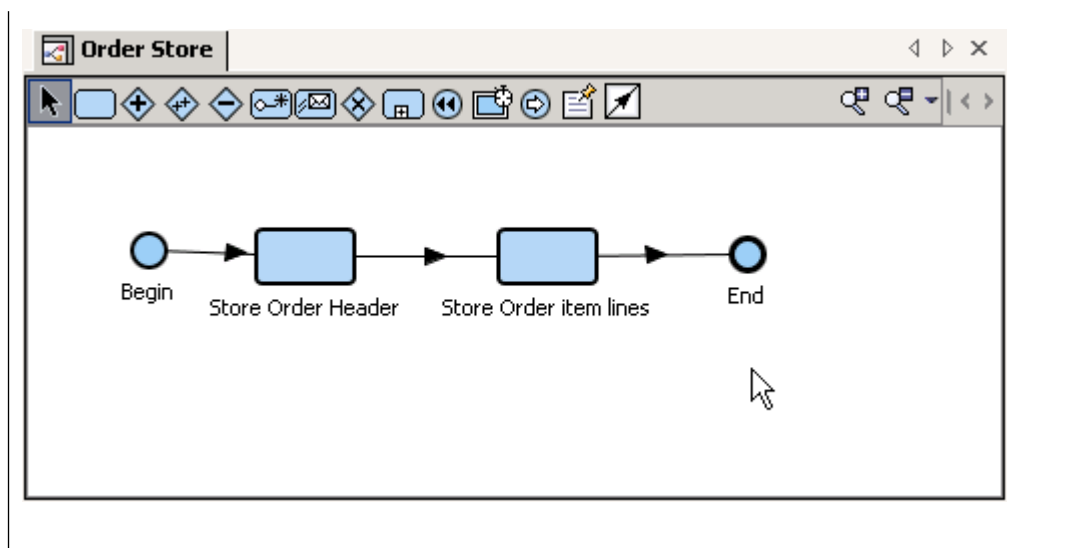 Order Store
Begin
Store Order Header
Store Order item lines
End